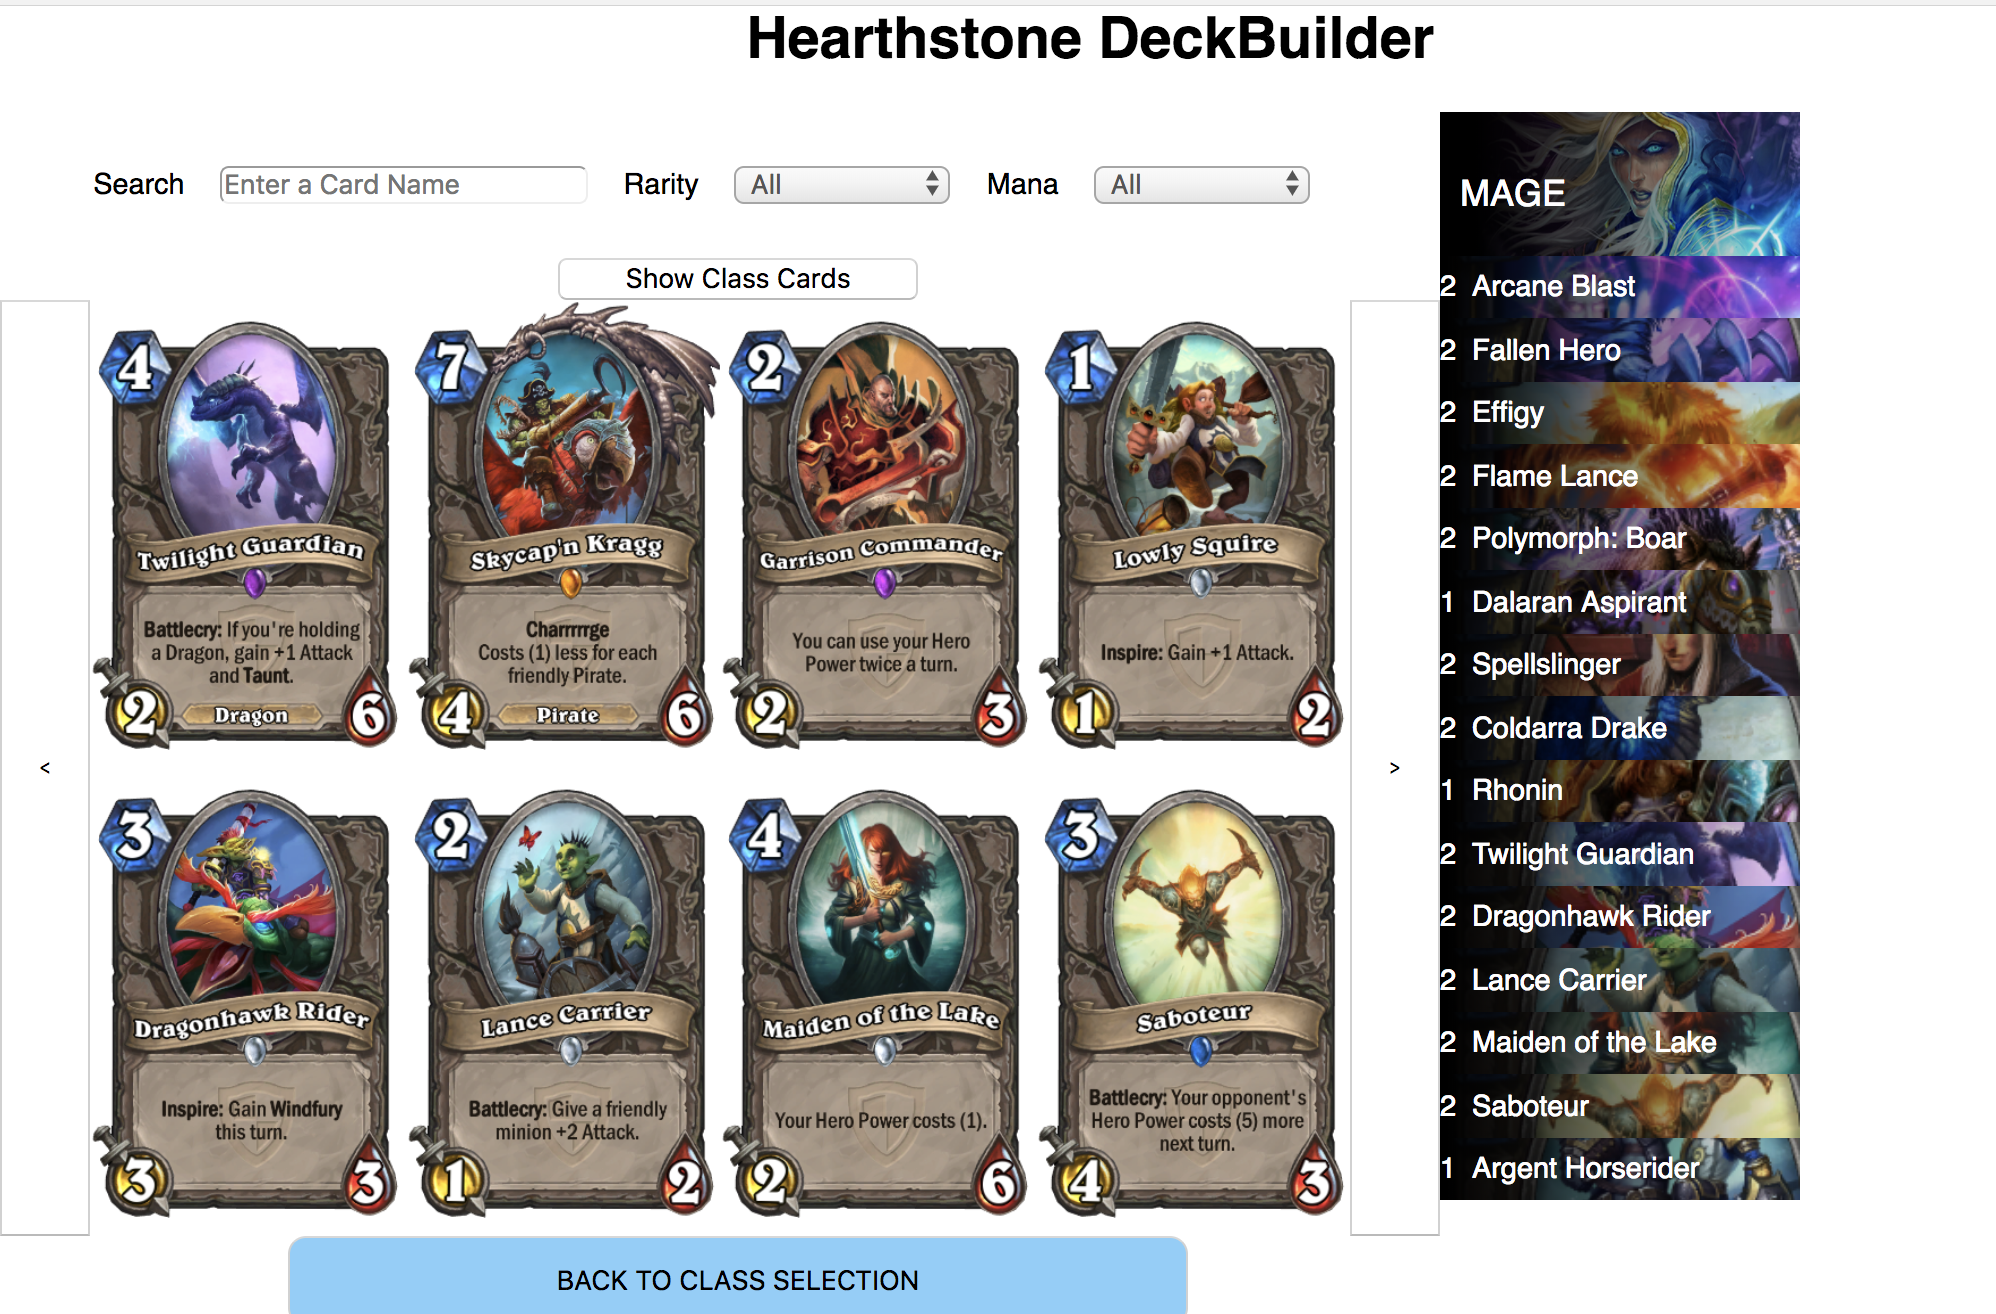 Hearthstone DeckBuilder
Search Enter a Card Name Rarity All Mana All
Show Class Cards
<
4
Twilight Guardian
Battlecry: If you're holding
a Dragon, gain +1 Attack
and Taunt.
2 Dragon 6
7
Skycap'n Kragg
Charrrrrge
Costs (1) less for each
friendly Pirate.
4 Pirate 6
2
Garrison Commander
You can use your Hero
Power twice a turn.
2 3
1
Lowly Squire
Inspire: Gain +1 Attack.
1 2
3
Dragonhawk Rider
Inspire: Gain Windfury
this turn.
3 3
2
Lance Carrier
Battlecry: Give a friendly
minion +2 Attack.
1 2
4
Maiden of the Lake
Your Hero Power costs (1).
2 6
3
Saboteur
Battlecry: Your opponent's
Hero Power costs (5) more
next turn.
4 3
>
BACK TO CLASS SELECTION
MAGE
2 Arcane Blast
2 Fallen Hero
2 Effigy
2 Flame Lance
2 Polymorph: Boar
1 Dalaran Aspirant
2 Spellslinger
2 Coldarra Drake
1 Rhonin
2 Twilight Guardian
2 Dragonhawk Rider
2 Lance Carrier
2 Maiden of the Lake
2 Saboteur
1 Argent Horserider